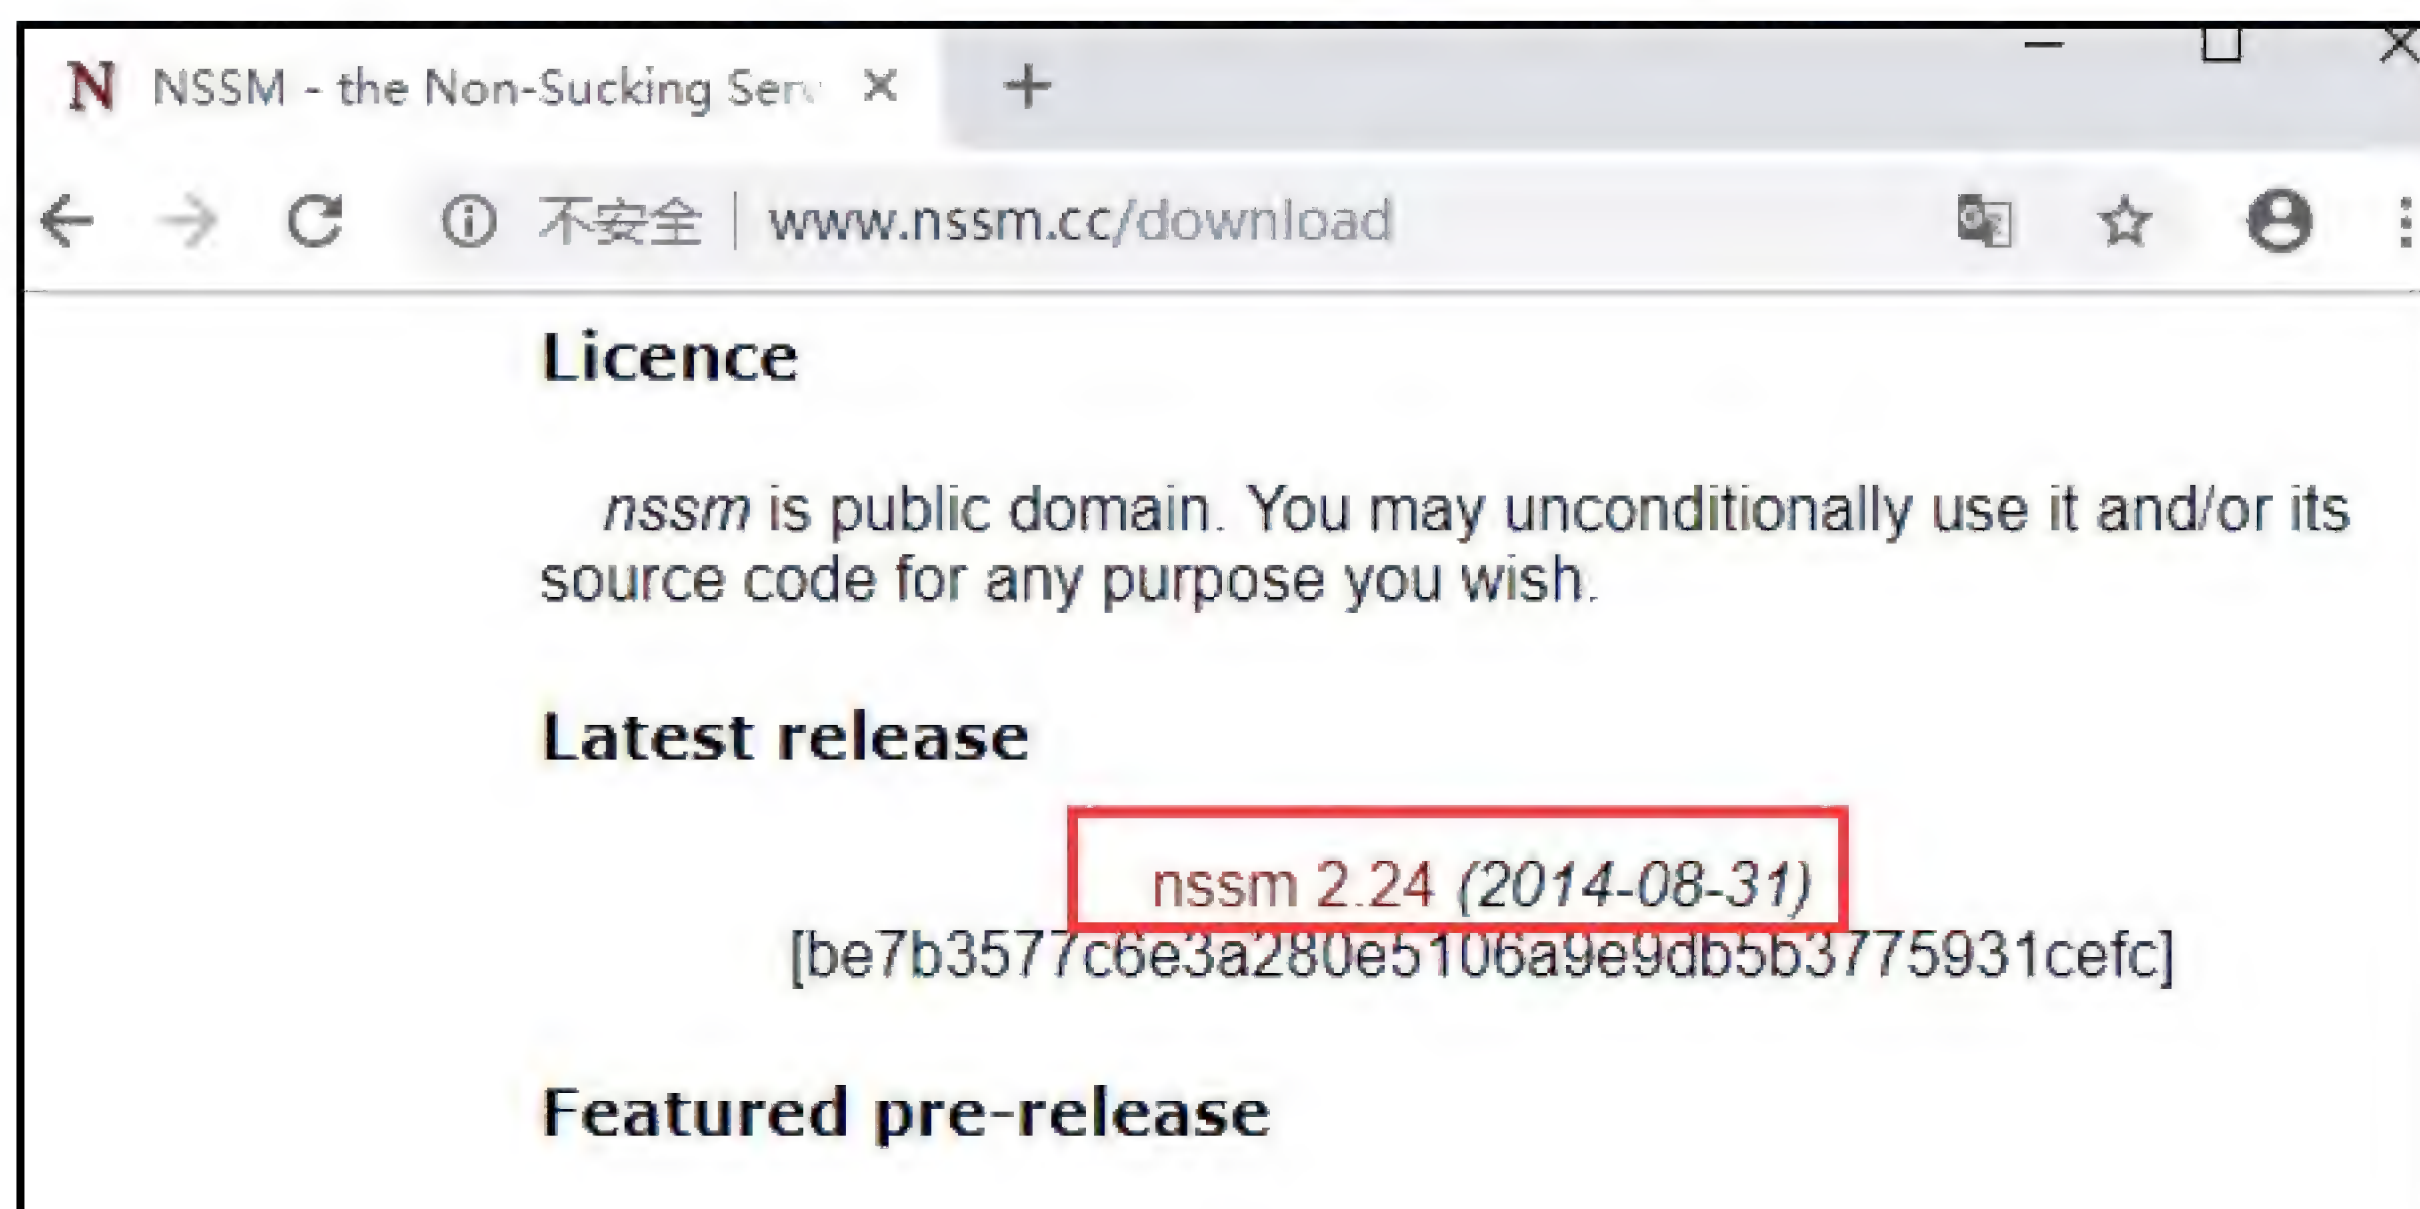 N NSSM - the Non-Sucking Serv
不安全 | www.nssm.cc/download
Licence
nssm is public domain. You may unconditionally use it and/or its
source code for any purpose you wish.
Latest release
nssm 2.24 (2014-08-31)
[be7b3577c6e3a280e5106a9e9db5b3775931cefc]
Featured pre-release